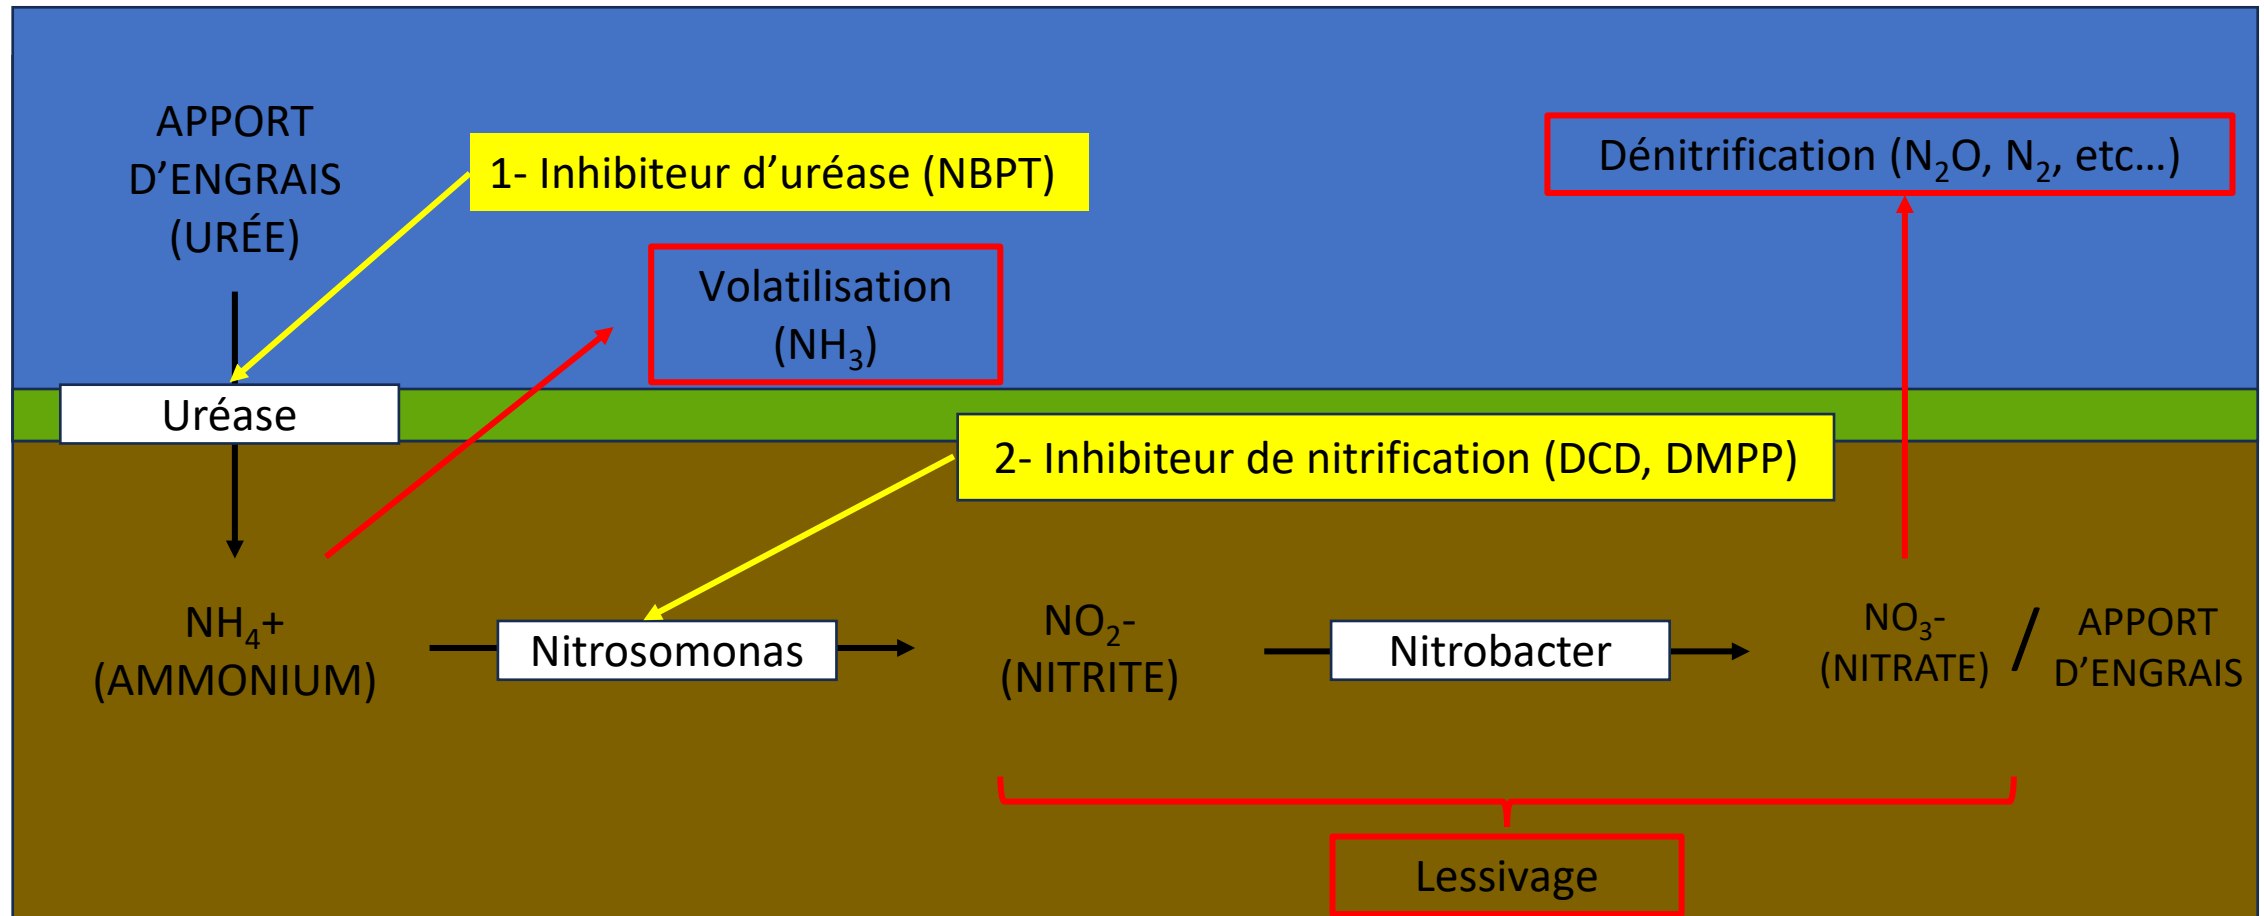 APPORT
D’ENGRAIS
(URÉE)
1- Inhibiteur d’uréase (NBPT)
Dénitrification (N₂O, N₂, etc…)
Volatilisation
(NH₃)
Uréase
2- Inhibiteur de nitrification (DCD, DMPP)
NH₄+
(AMMONIUM)
Nitrosomonas
NO₂-
(NITRITE)
Nitrobacter
NO₃-
(NITRATE)
/
APPORT
D’ENGRAIS
Lessivage